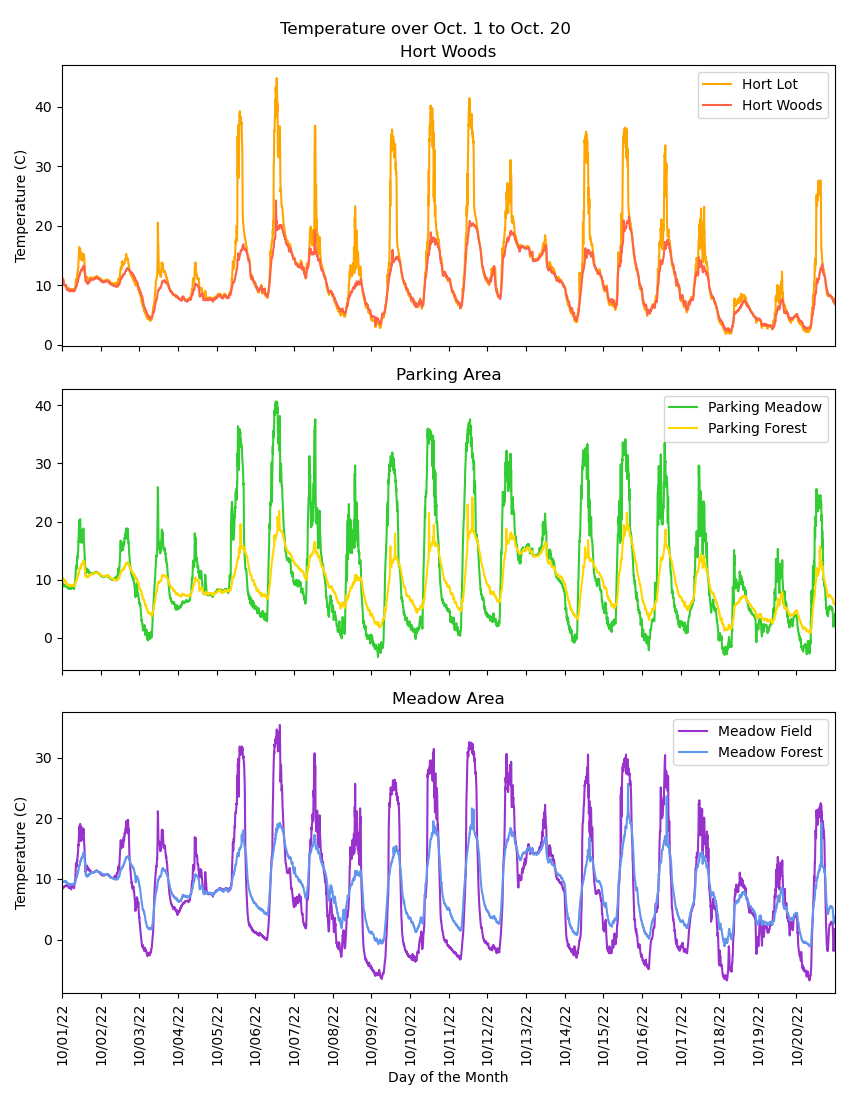 Temperature over Oct. 1 to Oct. 20
Hort Woods
Temperature (C)
40
30
20
10
0
Hort Lot
Hort Woods
Parking Area
40
30
20
10
0
Parking Meadow
Parking Forest
Meadow Area
Temperature (C)
30
20
10
0
Meadow Field
Meadow Forest
10/01/22
10/02/22
10/03/22
10/04/22
10/05/22
10/06/22
10/07/22
10/08/22
10/09/22
10/10/22
10/11/22
10/12/22
10/13/22
10/14/22
10/15/22
10/16/22
10/17/22
10/18/22
10/19/22
10/20/22
Day of the Month